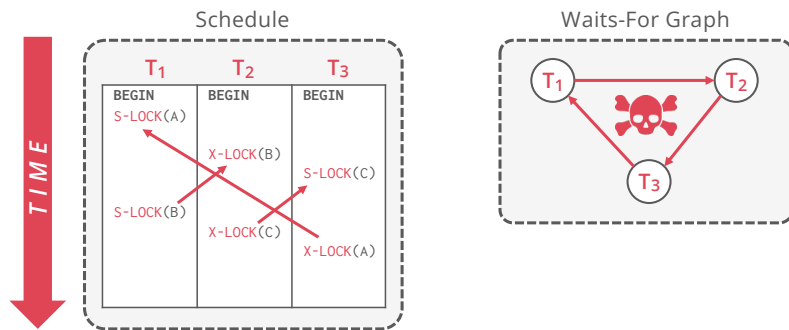 Schedule
Waits-For Graph
TIME
T1 T2 T3
BEGIN BEGIN BEGIN
S-LOCK(A)
X-LOCK(B)
S-LOCK(C)
S-LOCK(B)
X-LOCK(C)
X-LOCK(A)
T1 T2
T3